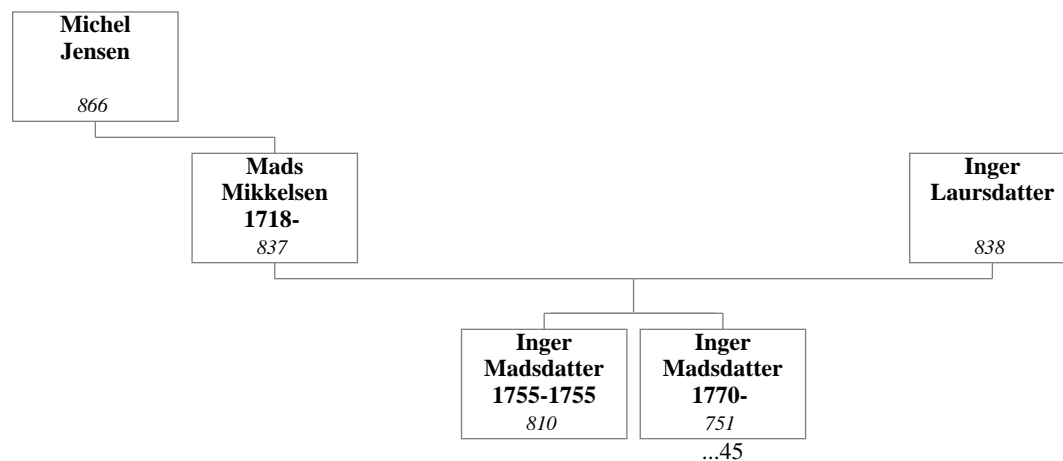 Michel
Jensen
866
Mads
Mikkelsen
1718-
837
Inger
Laursdatter
838
Inger
Madsdatter
1755-1755
810
Inger
Madsdatter
1770-
751
...45